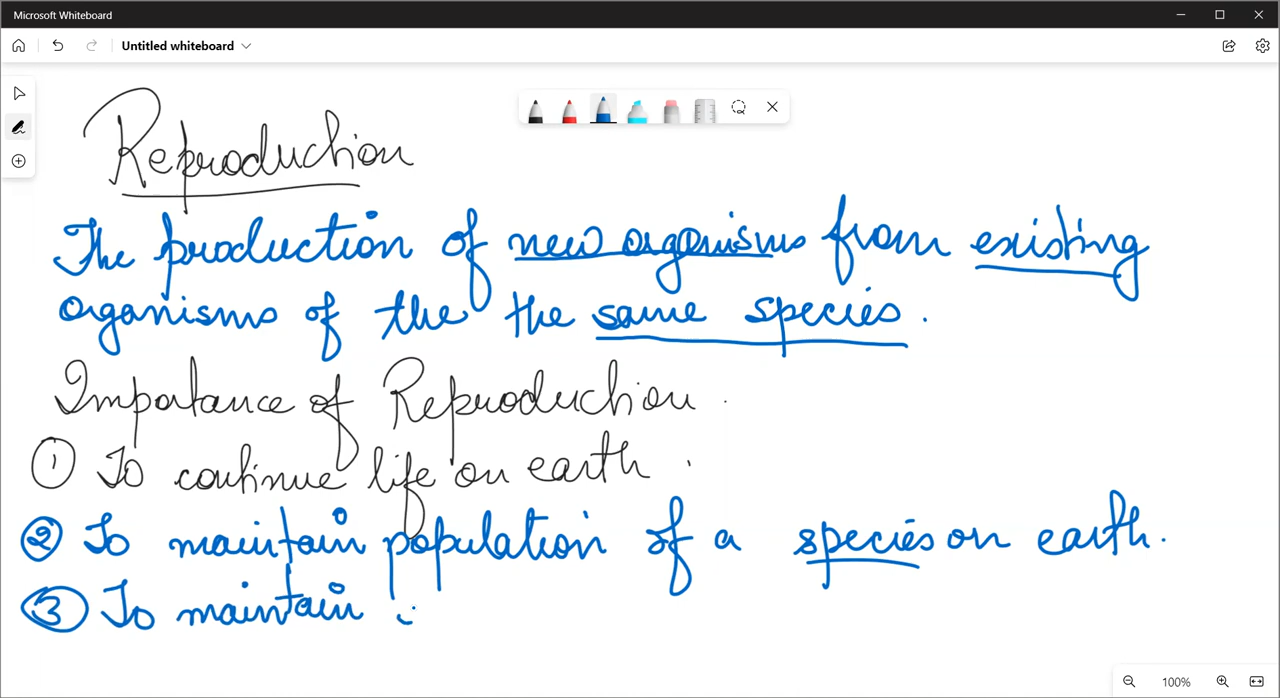 Microsoft Whiteboard
Untitled whiteboard
Reproduction
The production of new organisms from existing
organisms of the the same species.
Importance of Reproduction.
① To continue life on earth.
② To maintain population of a species on earth.
③ To maintain
100%